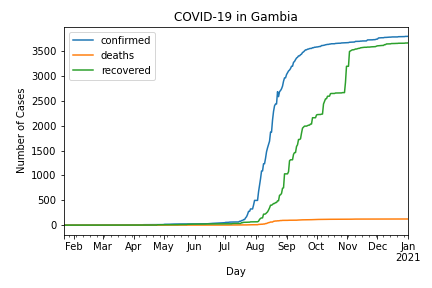 COVID-19 in Gambia
confirmed
deaths
recovered
Number of Cases
3500
3000
2500
2000
1500
1000
500
0
Feb Mar Apr May Jun Jul Aug Sep Oct Nov Dec Jan
2021
Day